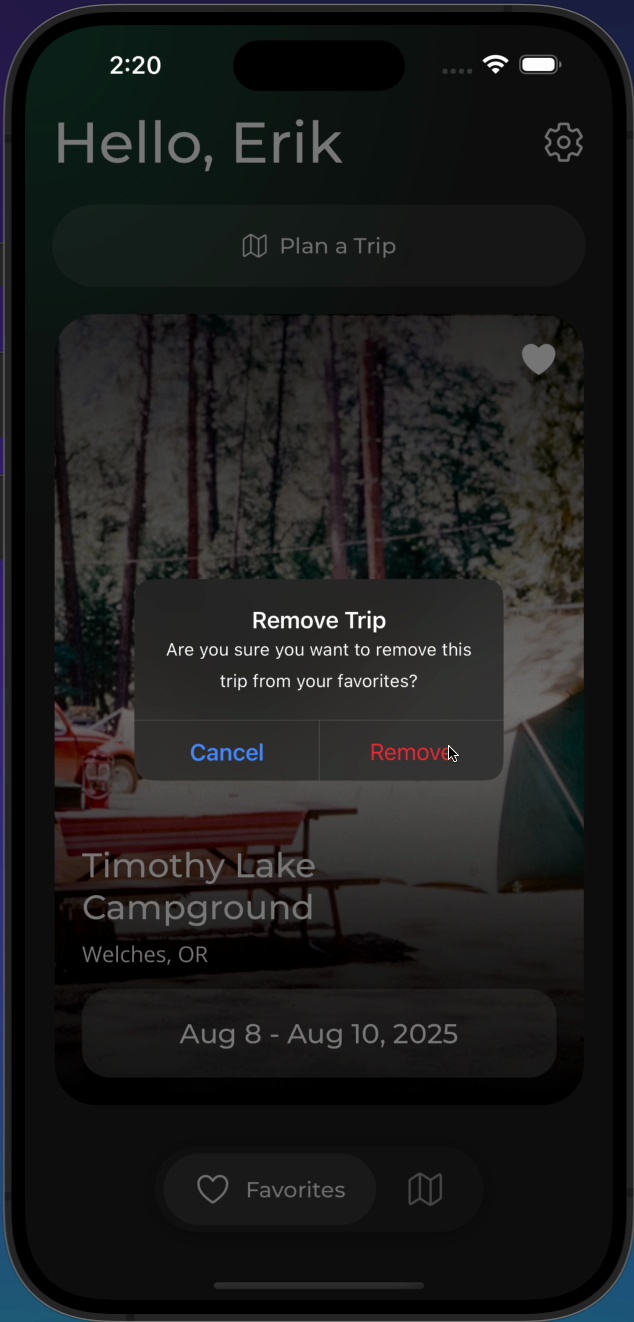 2:20
Hello, Erik
Plan a Trip
Remove Trip
Are you sure you want to remove this
trip from your favorites?
Cancel
Remove
Timothy Lake
Campground
Welches, OR
Aug 8 - Aug 10, 2025
Favorites